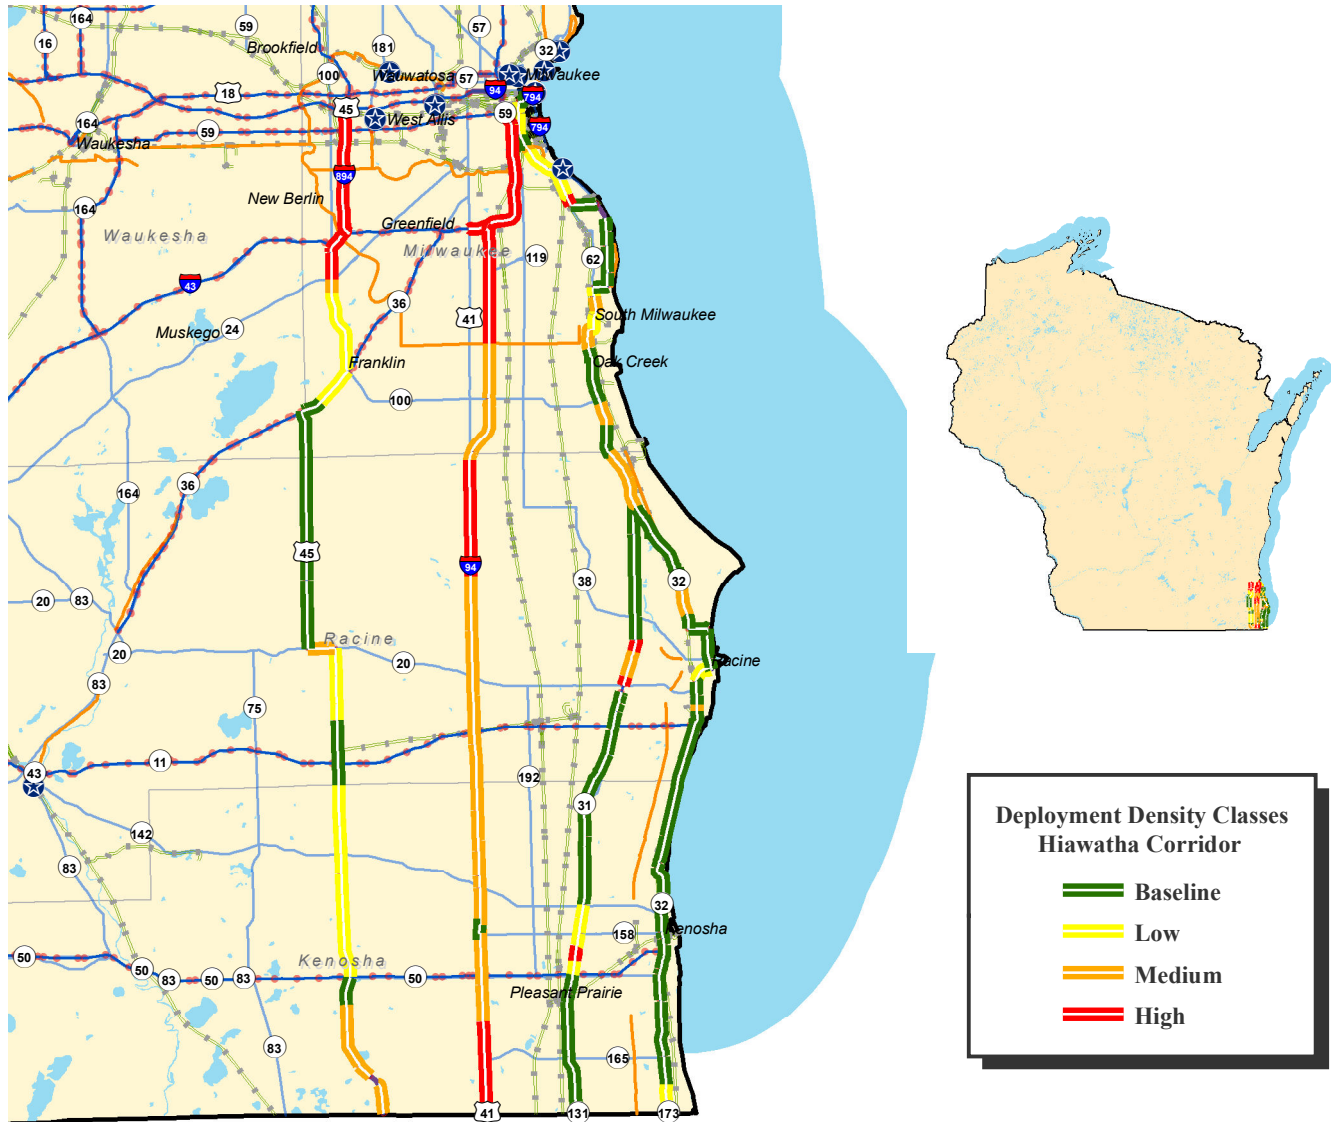 164
59
57
16
Brookfield
181
32
100
Wauwatosa
57
Milwaukee
18
94
794
45
59
164
59
West Allis
794
Waukesha
894
New Berlin
164
Greenfield
Waukesha
Milwaukee
119
62
43
36
41
South Milwaukee
Muskego
24
Franklin
Oak Creek
100
36
164
45
94
38
32
20
83
Racine
20
20
Racine
83
75
11
43
192
31
142
83
32
158
Kenosha
50
Kenosha
50
83
50
83
50
Pleasant Prairie
83
165
41
131
173
Deployment Density Classes
Hiawatha Corridor
Baseline
Low
Medium
High